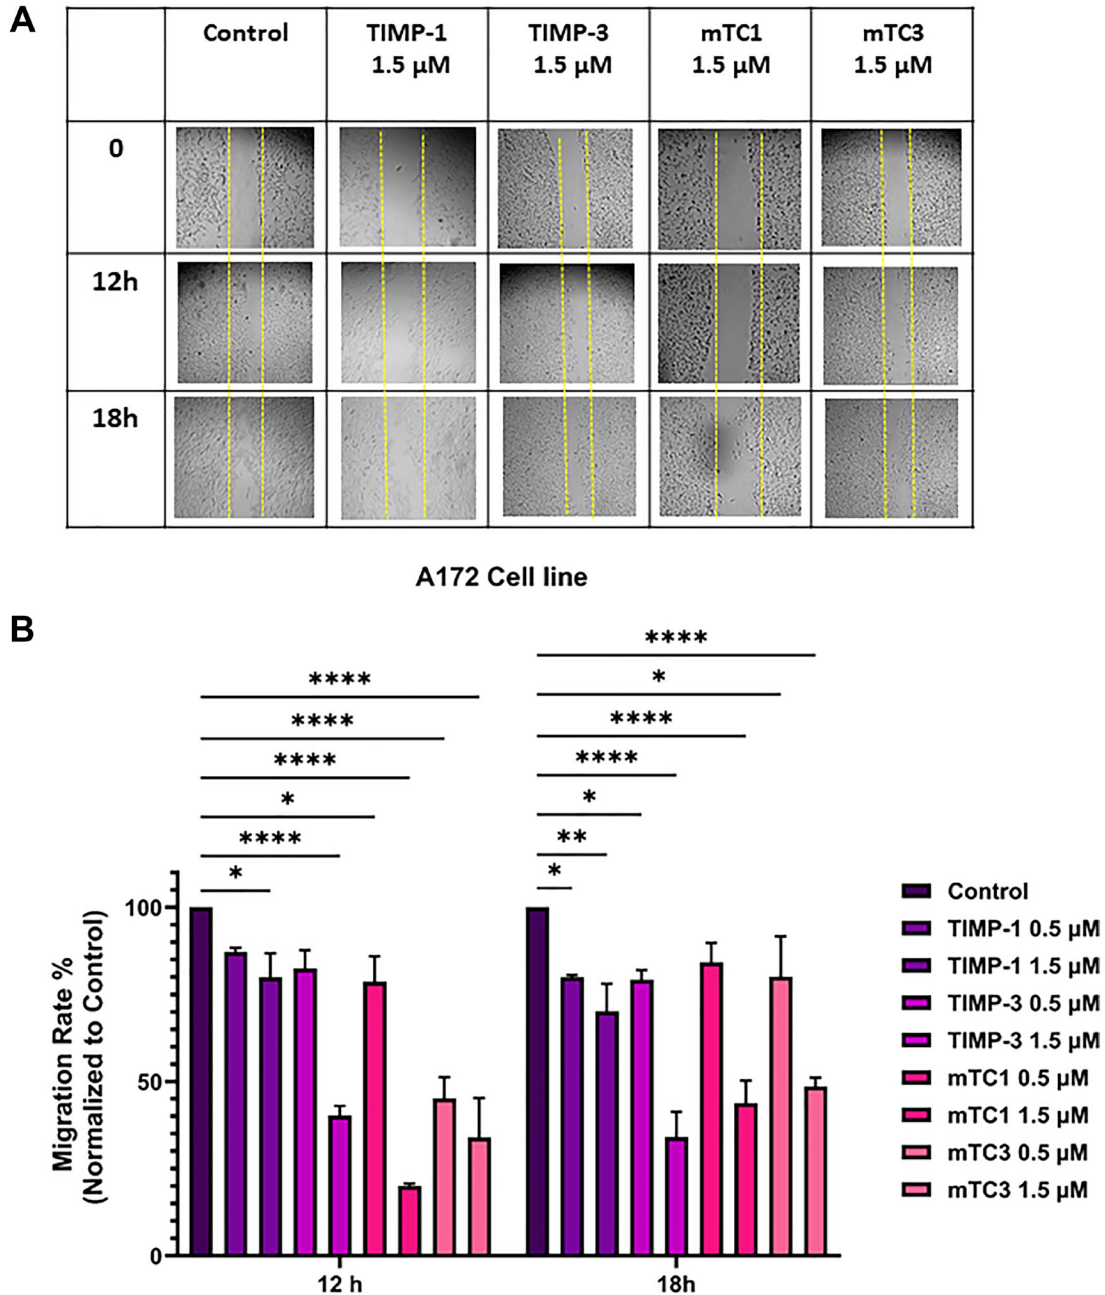 A
Control
TIMP-1
1.5 μM
TIMP-3
1.5 μM
mTC1
1.5 μM
mTC3
1.5 μM
0
12h
18h
A172 Cell line
B
****
*
****
****
****
****
****
*
****
*
*
**
*
*
Migration Rate %
(Normalized to Control)
100
50
0
12 h
18h
Control
TIMP-1 0.5 μM
TIMP-1 1.5 μM
TIMP-3 0.5 μM
TIMP-3 1.5 μM
mTC1 0.5 μM
mTC1 1.5 μM
mTC3 0.5 μM
mTC3 1.5 μM